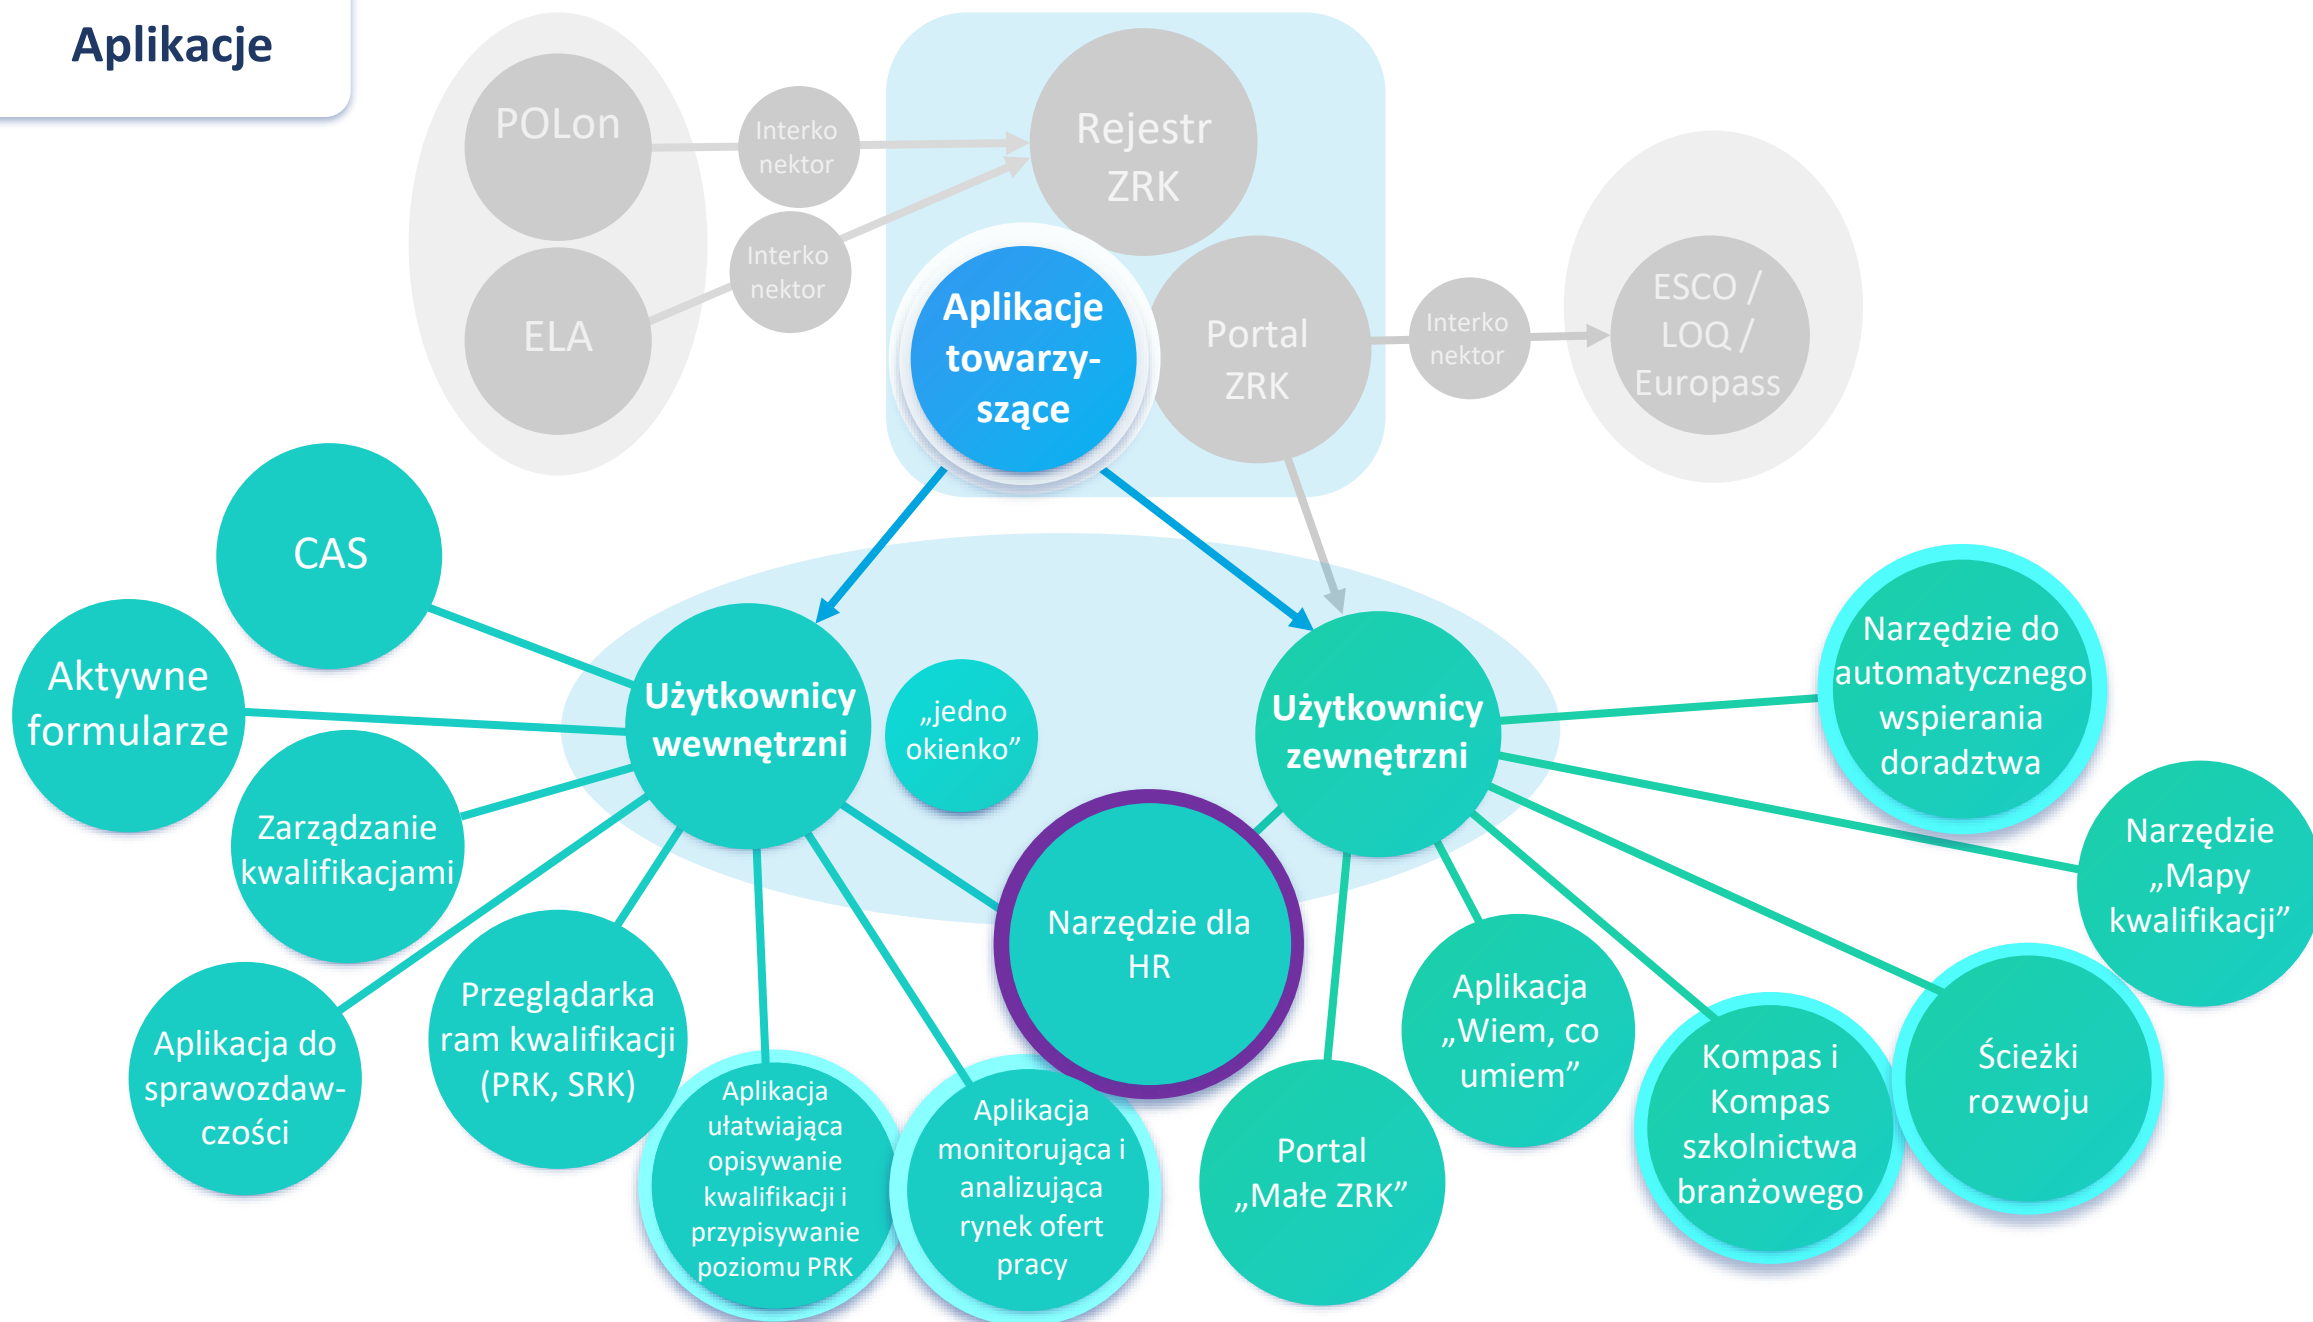 Aplikacje
POLon
Interko
nektor
Rejestr
ZRK
Interko
nektor
ELA
Aplikacje
towarzy-
szące
Portal
ZRK
Interko
nektor
ESCO /
LOQ /
Europass
CAS
Aktywne
formularze
Użytkownicy
wewnętrzni
„jedno
okienko”
Użytkownicy
zewnętrzni
Narzędzie do
automatycznego
wspierania
doradztwa
Zarządzanie
kwalifikacjami
Narzędzie
„Mapy
kwalifikacji”
Narzędzie dla
HR
Aplikacja do
sprawozdaw-
czości
Przeglądarka
ram kwalifikacji
(PRK, SRK)
Aplikacja
ułatwiająca
opisywanie
kwalifikacji i
przypisywanie
poziomu PRK
Aplikacja
monitorująca i
analizująca
rynek ofert
pracy
Portal
„Małe ZRK”
Aplikacja
„Wiem, co
umiem”
Kompas i
Kompas
szkolnictwa
branżowego
Ścieżki
rozwoju